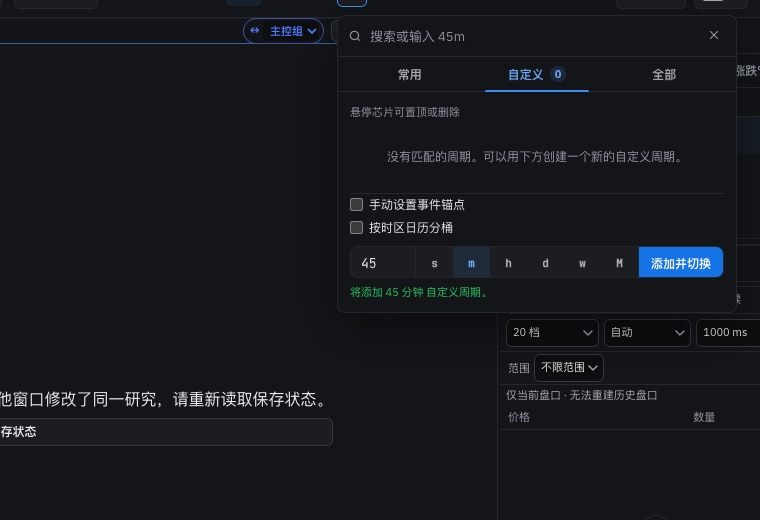 主控组
搜索或输入 45m
常用
自定义 0
全部
涨跌
悬停芯片可置顶或删除
没有匹配的周期。可以用下方创建一个新的自定义周期。
手动设置事件锚点
按时区日历分桶
45 s m h d w M 添加并切换
将添加 45 分钟 自定义周期。
20 档 自动 1000 ms
范围 不限范围
他窗口修改了同一研究，请重新读取保存状态。
仅当前盘口 · 无法重建历史盘口
价格 数量
存状态